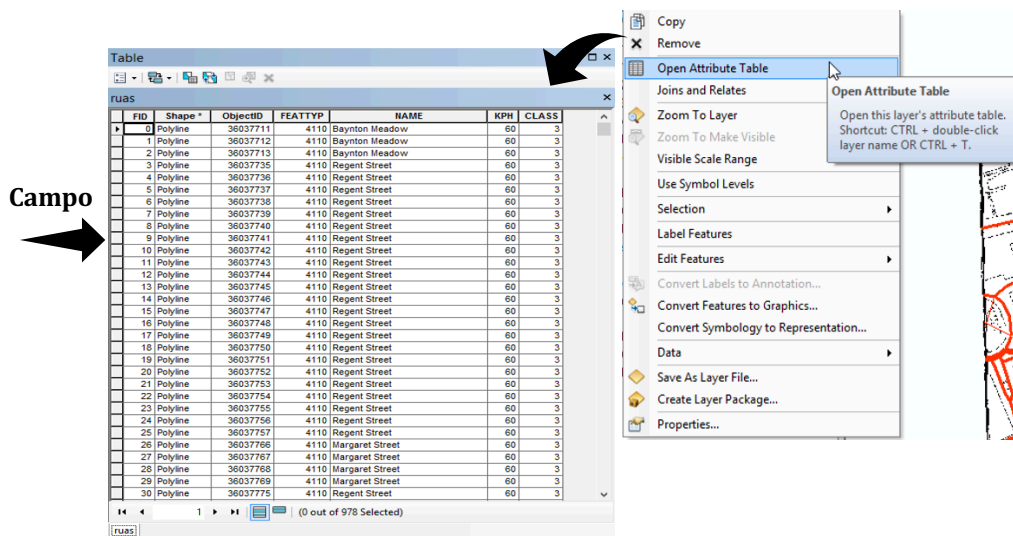 Table
ruas
FID Shape * ObjectID FEATTYP NAME KPH CLASS
0 Polyline 36037711 4110 Baynton Meadow 60 3
1 Polyline 36037712 4110 Baynton Meadow 60 3
2 Polyline 36037713 4110 Baynton Meadow 60 3
3 Polyline 36037735 4110 Regent Street 60 3
4 Polyline 36037736 4110 Regent Street 60 3
5 Polyline 36037737 4110 Regent Street 60 3
6 Polyline 36037738 4110 Regent Street 60 3
7 Polyline 36037739 4110 Regent Street 60 3
8 Polyline 36037740 4110 Regent Street 60 3
9 Polyline 36037741 4110 Regent Street 60 3
10 Polyline 36037742 4110 Regent Street 60 3
11 Polyline 36037743 4110 Regent Street 60 3
12 Polyline 36037744 4110 Regent Street 60 3
13 Polyline 36037745 4110 Regent Street 60 3
14 Polyline 36037746 4110 Regent Street 60 3
15 Polyline 36037747 4110 Regent Street 60 3
16 Polyline 36037748 4110 Regent Street 60 3
17 Polyline 36037749 4110 Regent Street 60 3
18 Polyline 36037750 4110 Regent Street 60 3
19 Polyline 36037751 4110 Regent Street 60 3
20 Polyline 36037752 4110 Regent Street 60 3
21 Polyline 36037753 4110 Regent Street 60 3
22 Polyline 36037754 4110 Regent Street 60 3
23 Polyline 36037755 4110 Regent Street 60 3
24 Polyline 36037756 4110 Regent Street 60 3
25 Polyline 36037757 4110 Regent Street 60 3
26 Polyline 36037766 4110 Margaret Street 60 3
27 Polyline 36037767 4110 Margaret Street 60 3
28 Polyline 36037768 4110 Margaret Street 60 3
29 Polyline 36037769 4110 Margaret Street 60 3
30 Polyline 36037775 4110 Regent Street 60 3
1 (0 out of 978 Selected)
ruas
Campo
Copy
Remove
Open Attribute Table
Joins and Relates
Zoom To Layer
Zoom To Make Visible
Visible Scale Range
Use Symbol Levels
Selection
Label Features
Edit Features
Convert Labels to Annotation...
Convert Features to Graphics...
Convert Symbology to Representation...
Data
Save As Layer File...
Create Layer Package...
Properties...
Open Attribute Table
Open this layer's attribute table.
Shortcut: CTRL + double-click
layer name OR CTRL + T.